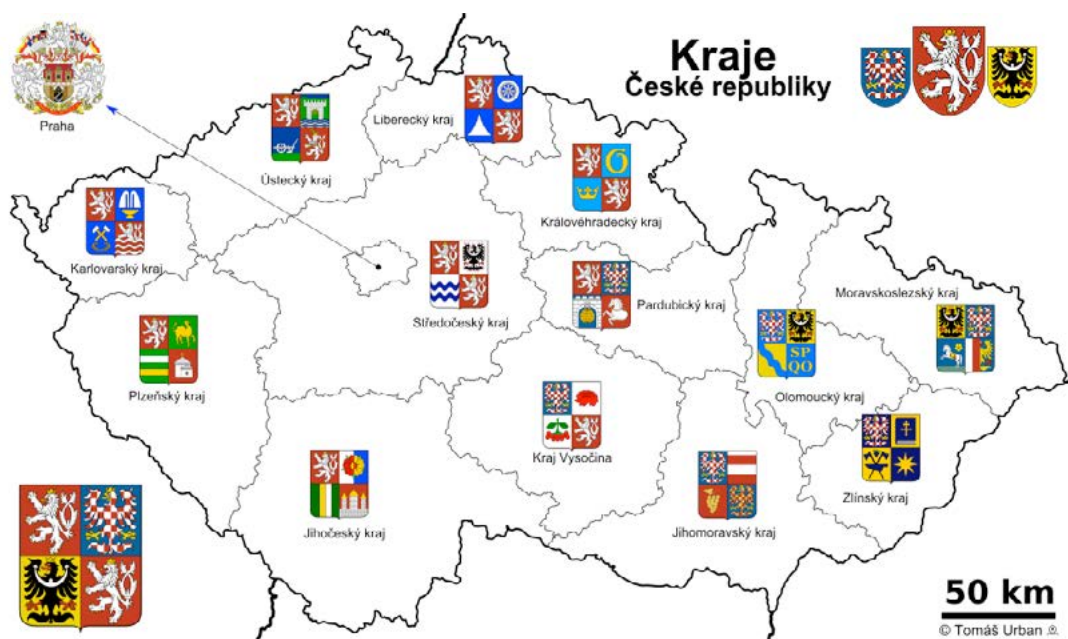 Kraje
České republiky
Praha
Liberecký kraj
Ústecký kraj
Královéhradecký kraj
Karlovarský kraj
Středočeský kraj
Pardubický kraj
Moravskoslezský kraj
Plzeňský kraj
SP
QO
Olomoucký kraj
Kraj Vysočina
Zlínský kraj
Jihočeský kraj
Jihomoravský kraj
50 km
© Tomáš Urban